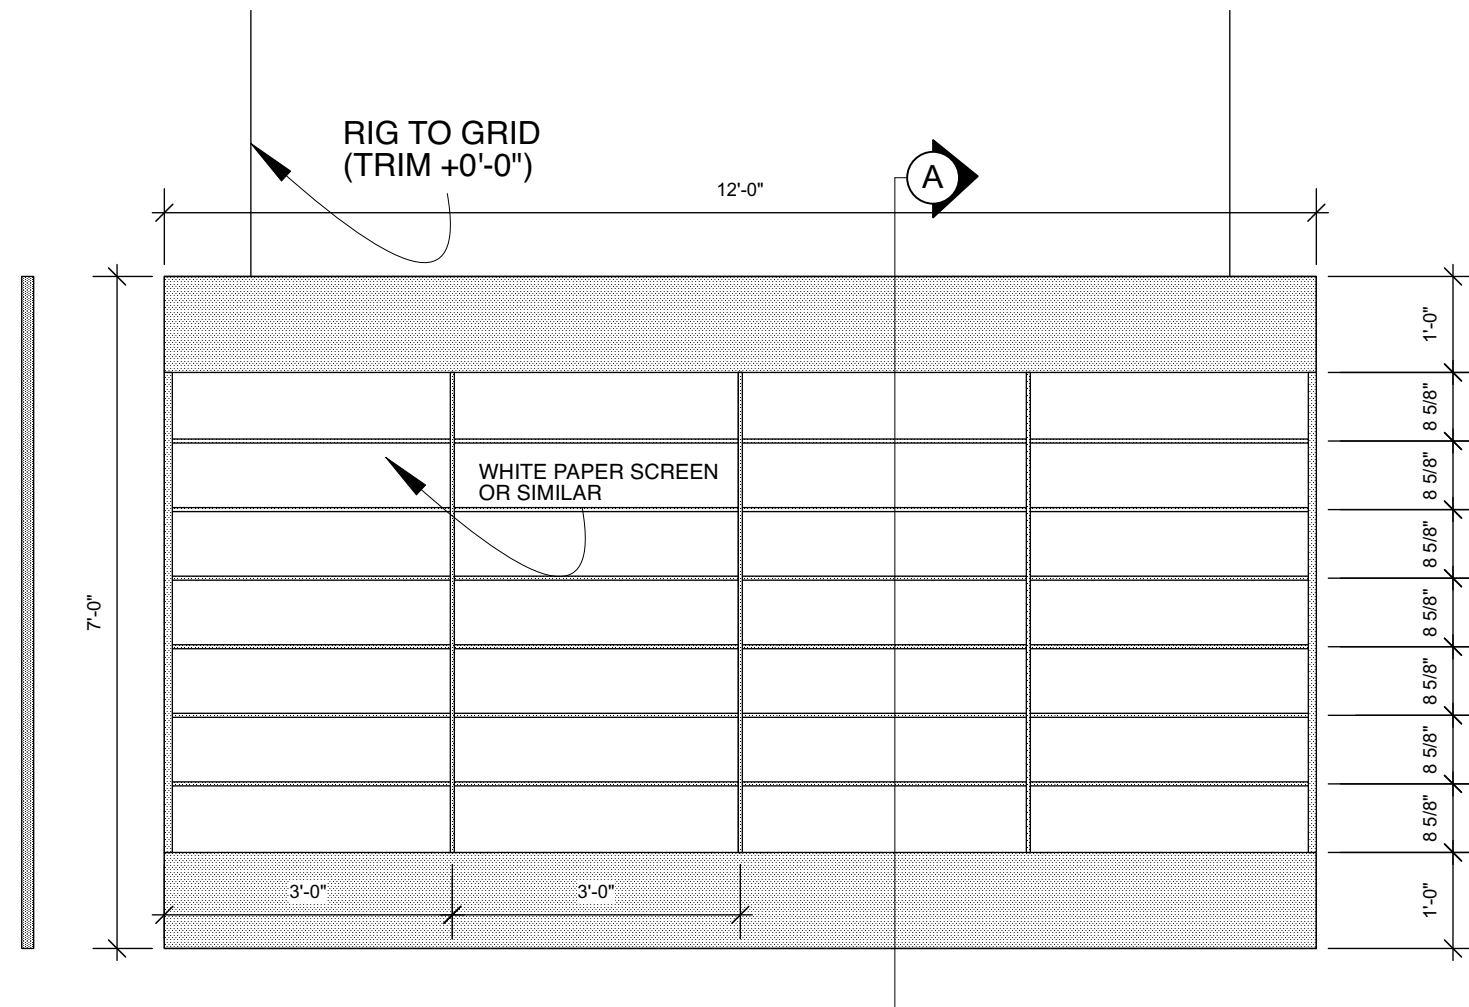 RIG TO GRID
(TRIM +0'-0")
A
12'-0"
1'-0"
8 5/8"
8 5/8"
WHITE PAPER SCREEN
OR SIMILAR
8 5/8"
8 5/8"
7'-0"
8 5/8"
8 5/8"
8 5/8"
3'-0"
3'-0"
1'-0"